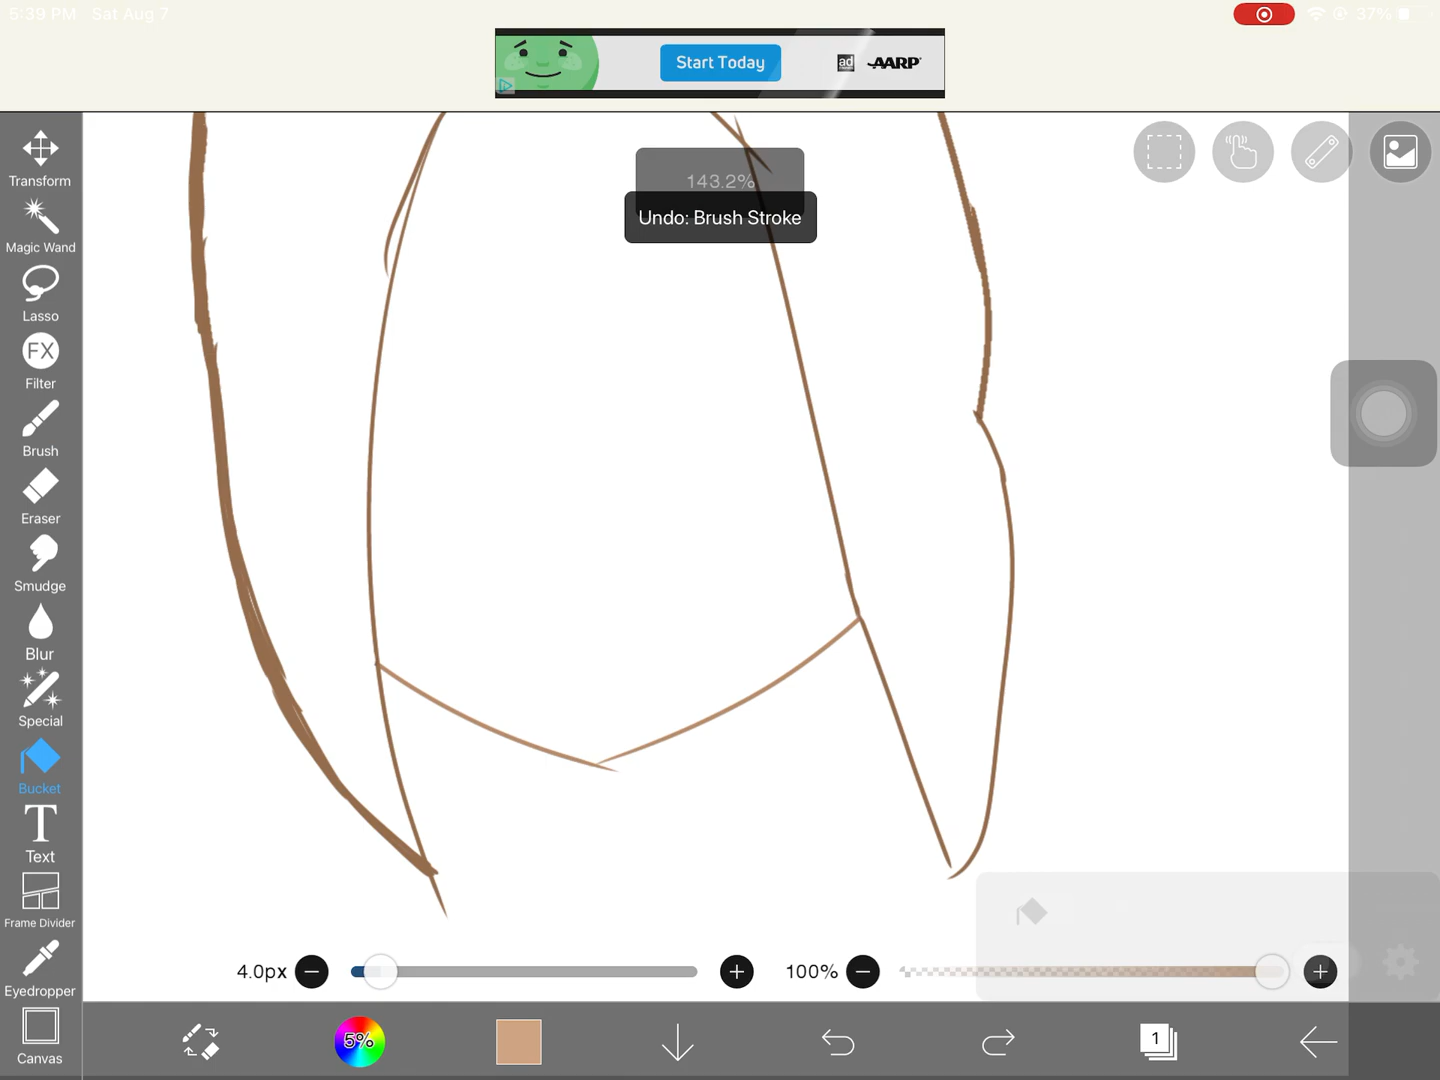 5:39 PM Sat Aug 7
37%
Start Today
ad
AARP
Transform
Magic Wand
Lasso
FX
Filter
Brush
Eraser
Smudge
Blur
Special
Bucket
T
Text
Frame Divider
Eyedropper
Canvas
143.2%
Undo: Brush Stroke
4.0px
100%
5%
1